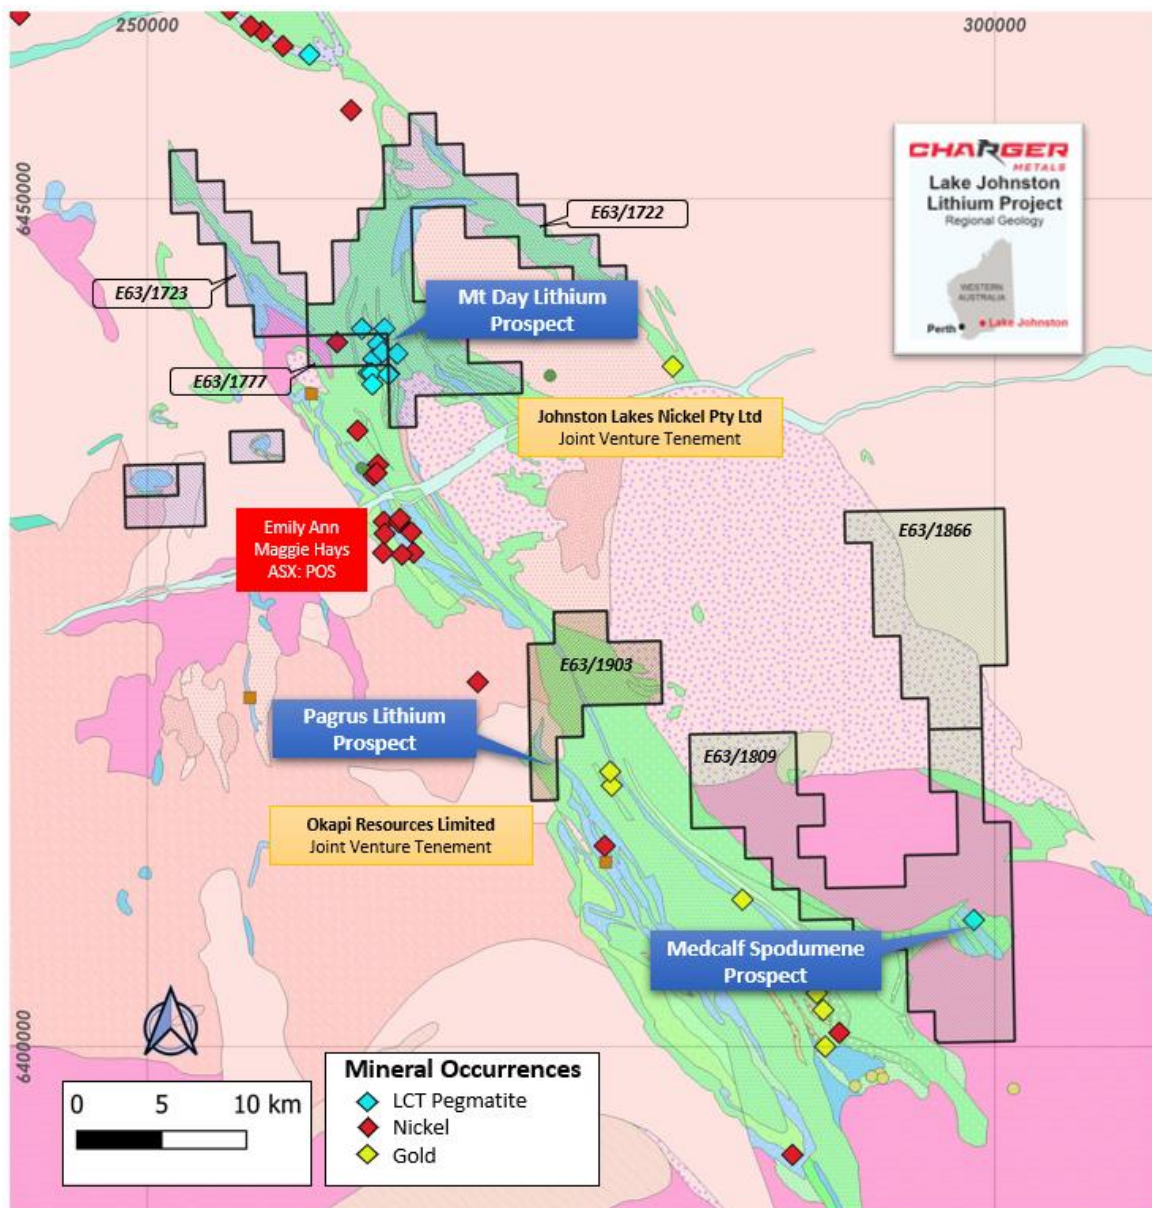 250000
300000
6450000
6400000
CHARGER
METALS
Lake Johnston
Lithium Project
Regional Geology
WESTERN
AUSTRALIA
Perth
Lake Johnston
E63/1722
E63/1723
Mt Day Lithium
Prospect
E63/1777
Johnston Lakes Nickel Pty Ltd
Joint Venture Tenement
Emily Ann
Maggie Hays
ASX: POS
E63/1866
E63/1903
Pagrus Lithium
Prospect
E63/1809
Okapi Resources Limited
Joint Venture Tenement
Medcalf Spodumene
Prospect
0 5 10 km
Mineral Occurrences
LCT Pegmatite
Nickel
Gold